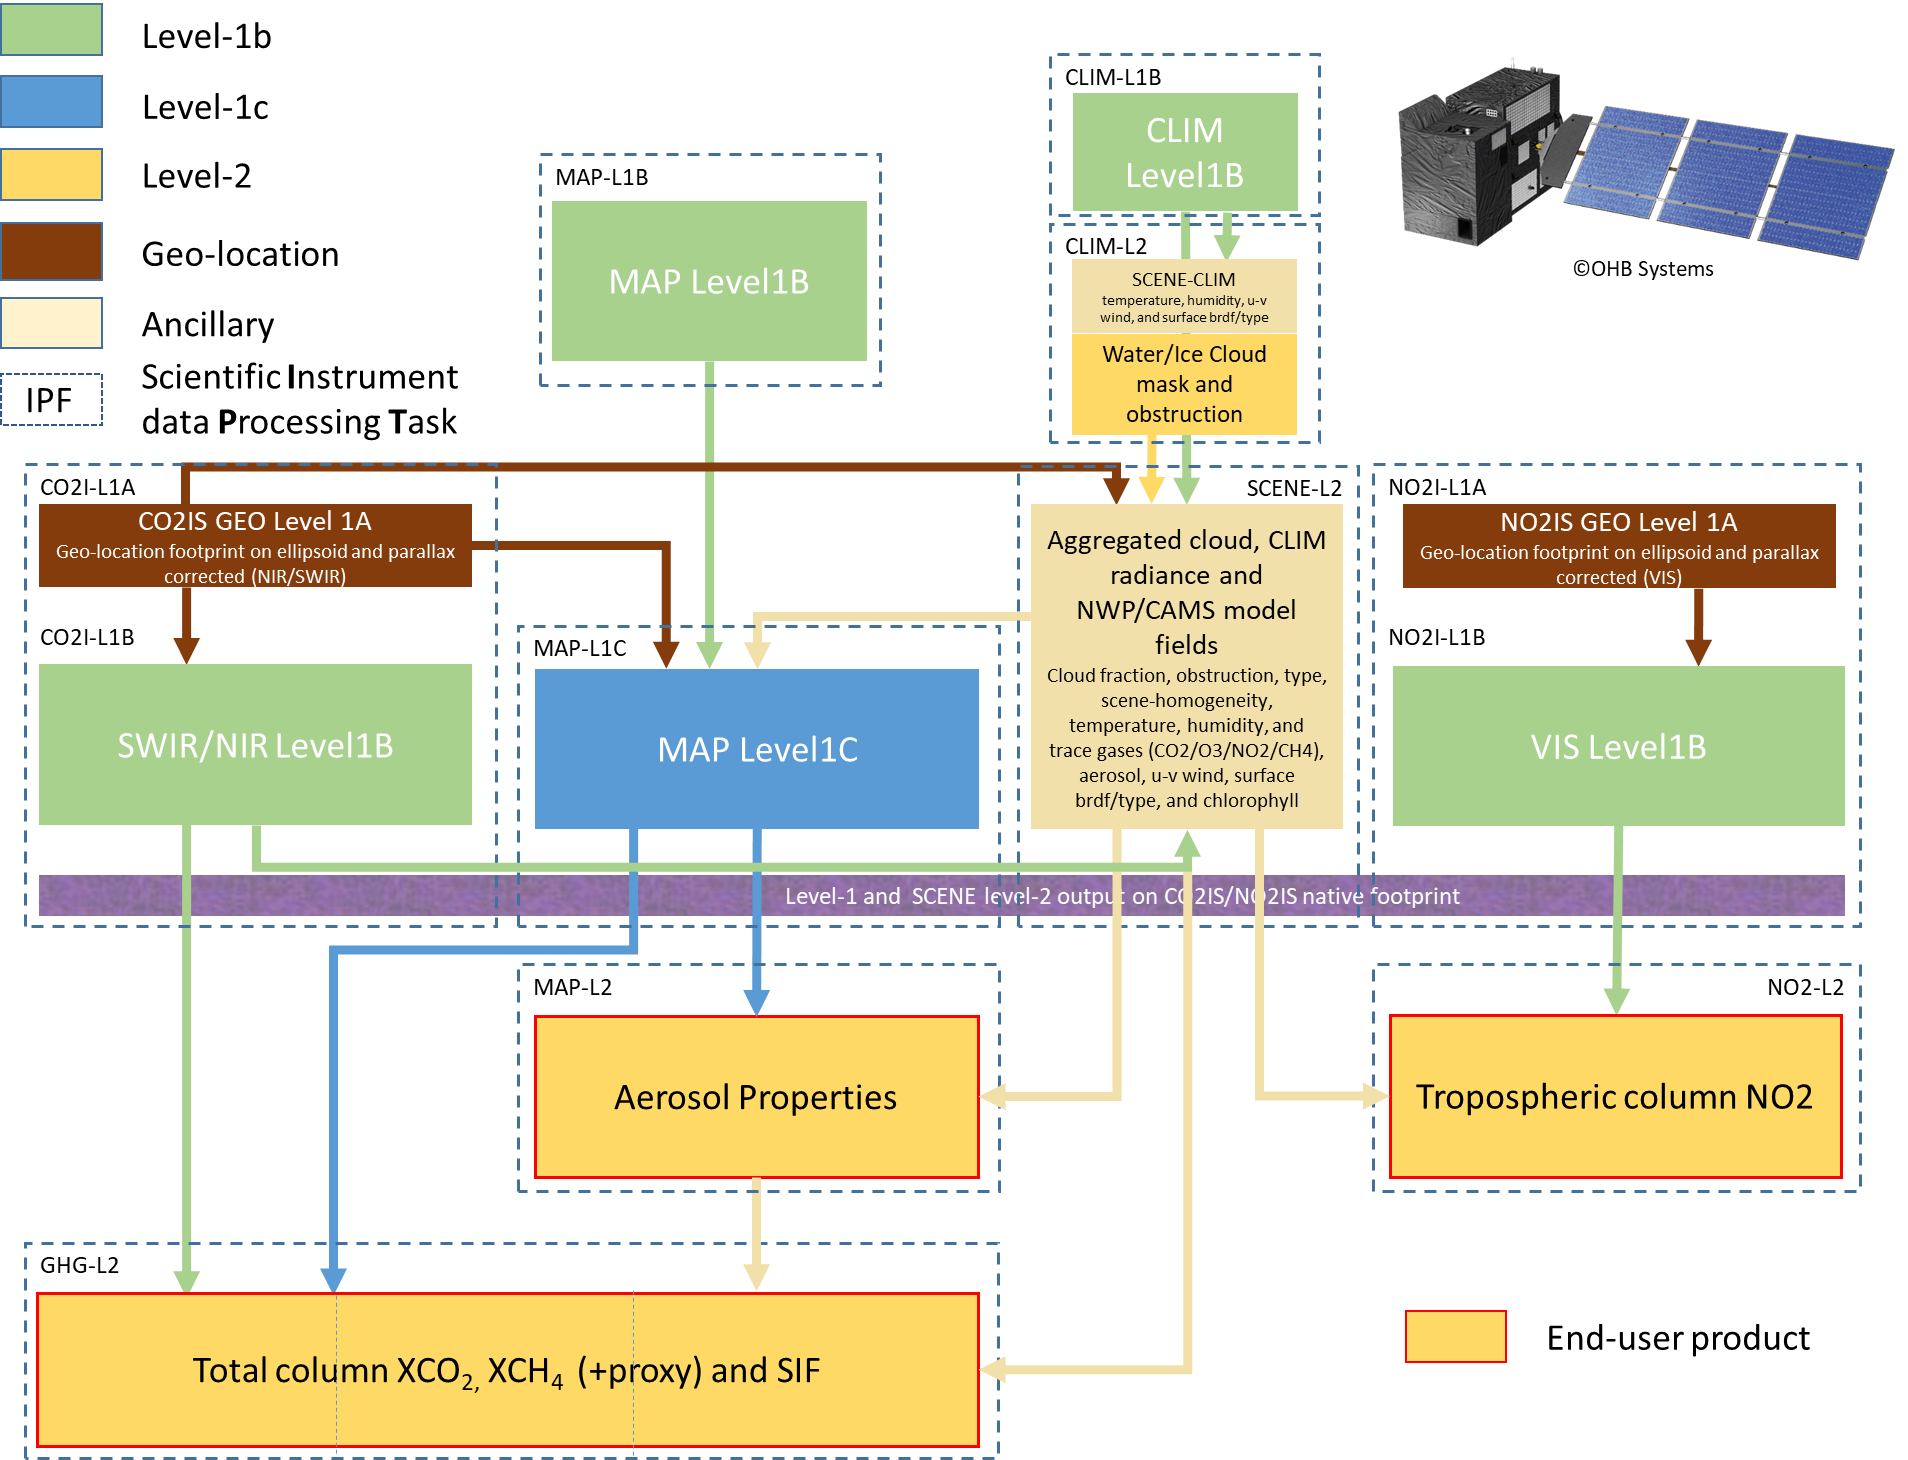 Level-1b
Level-1c
Level-2
Geo-location
Ancillary
IPF
Scientific Instrument
data Processing Task
©OHB Systems
CLIM-L1B
CLIM
Level1B
MAP-L1B
MAP Level1B
CLIM-L2
SCENE-CLIM
temperature, humidity, u-v
wind, and surface brdf/type
Water/Ice Cloud
mask and
obstruction
CO2I-L1A
CO2IS GEO Level 1A
Geo-location footprint on ellipsoid and parallax
corrected (NIR/SWIR)
CO2I-L1B
SWIR/NIR Level1B
MAP-L1C
MAP Level1C
SCENE-L2
Aggregated cloud, CLIM
radiance and
NWP/CAMS model
fields
Cloud fraction, obstruction, type,
scene-homogeneity,
temperature, humidity, and
trace gases (CO2/O3/NO2/CH4),
aerosol, u-v wind, surface
brdf/type, and chlorophyll
NO2I-L1A
NO2IS GEO Level 1A
Geo-location footprint on ellipsoid and parallax
corrected (VIS)
NO2I-L1B
VIS Level1B
Level-1 and SCENE level-2 output on CO2IS/NO2IS native footprint
MAP-L2
Aerosol Properties
NO2-L2
Tropospheric column NO2
GHG-L2
Total column XCO2, XCH4 (+proxy) and SIF
End-user product